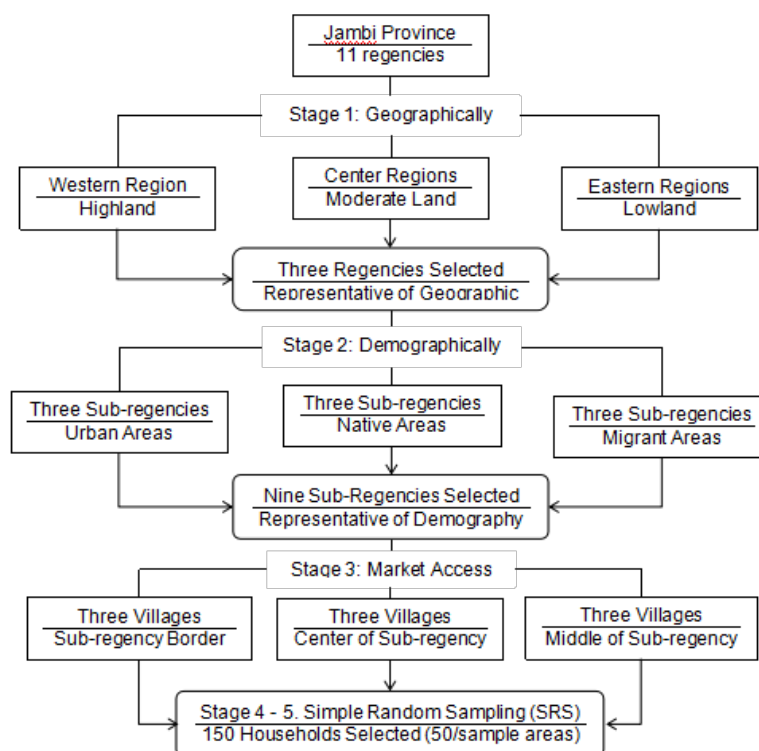 Jambi Province
11 regencies
Stage 1: Geographically
Western Region
Highland
Center Regions
Moderate Land
Eastern Regions
Lowland
Three Regencies Selected
Representative of Geographic
Stage 2: Demographically
Three Sub-regencies
Urban Areas
Three Sub-regencies
Native Areas
Three Sub-regencies
Migrant Areas
Nine Sub-Regencies Selected
Representative of Demography
Stage 3: Market Access
Three Villages
Sub-regency Border
Three Villages
Center of Sub-regency
Three Villages
Middle of Sub-regency
Stage 4 - 5. Simple Random Sampling (SRS)
150 Households Selected (50/sample areas)